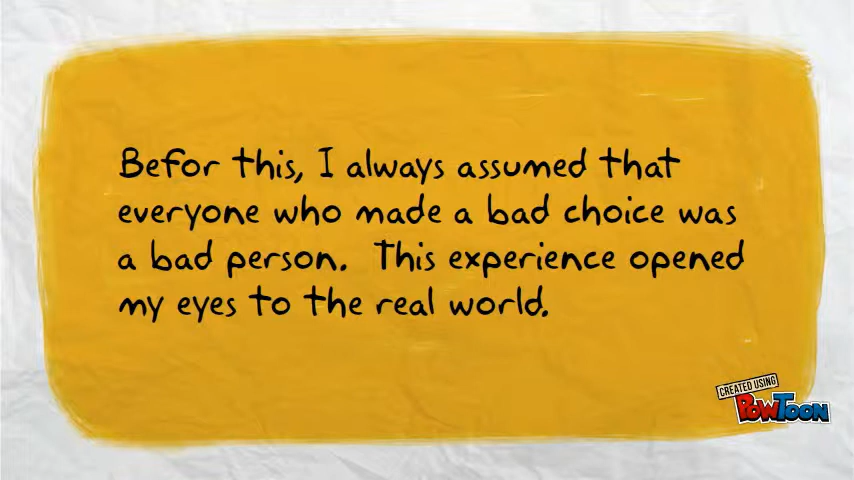 Befor this, I always assumed that
everyone who made a bad choice was
a bad person.  This experience opened
my eyes to the real world.
CREATED USING
POWTOON